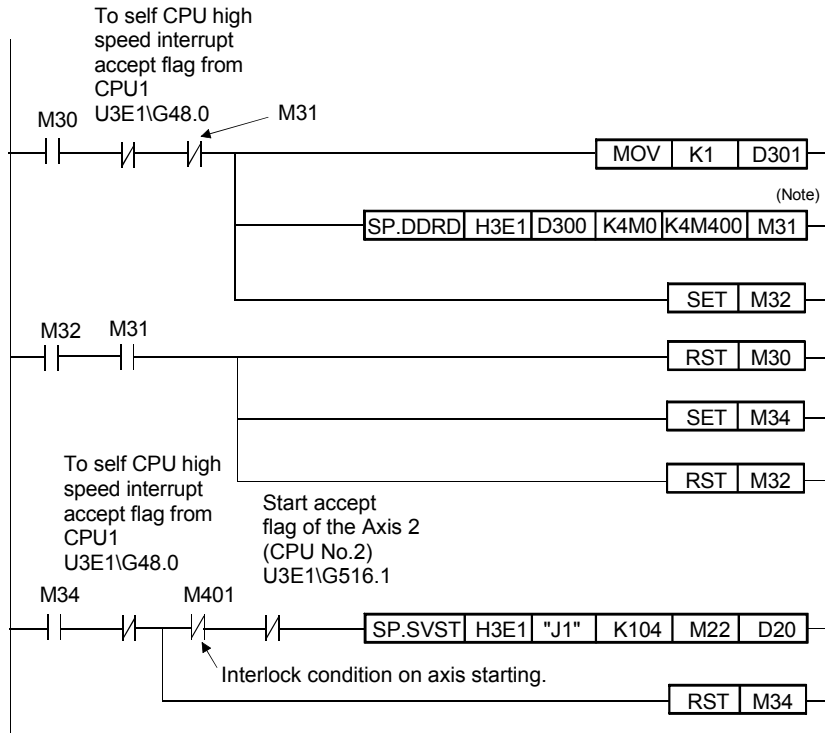 To self CPU high
speed interrupt
accept flag from
CPU1
U3E1\G48.0
M30
M31
MOV K1 D301
(Note)
SP.DDRD H3E1 D300 K4M0 K4M400 M31
SET M32
M32 M31
RST M30
SET M34
RST M32
To self CPU high
speed interrupt
accept flag from
CPU1
U3E1\G48.0
Start accept
flag of the Axis 2
(CPU No.2)
U3E1\G516.1
M34 M401
SP.SVST H3E1 "J1" K104 M22 D20
Interlock condition on axis starting.
RST M34